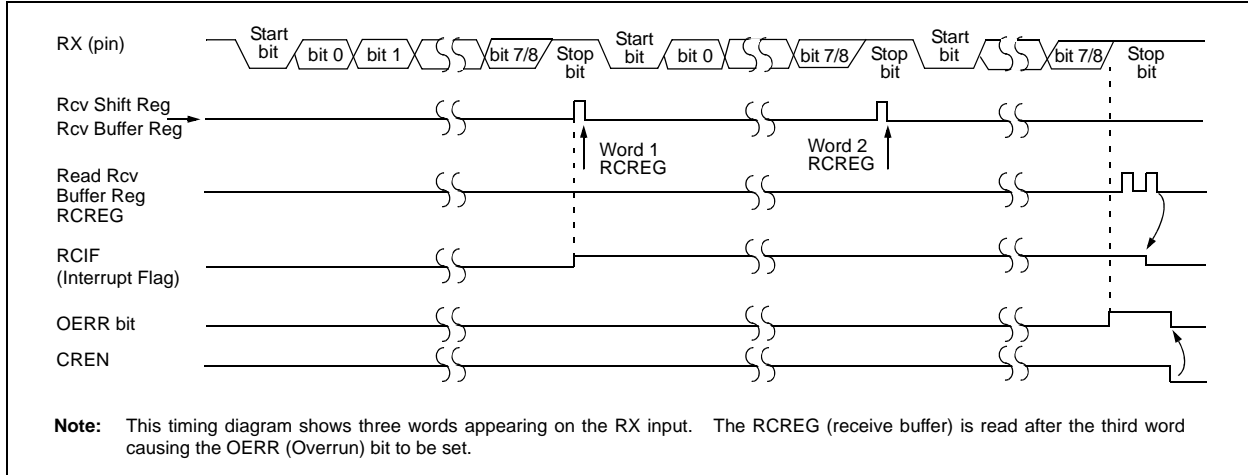 RX (pin)
Start
bit
bit 0
bit 1
bit 7/8
Stop
bit
Start
bit
bit 0
bit 7/8
Stop
bit
Start
bit
bit 7/8
Stop
bit
Rcv Shift Reg
Rcv Buffer Reg
Word 1
RCREG
Word 2
RCREG
Read Rcv
Buffer Reg
RCREG
RCIF
(Interrupt Flag)
OERR bit
CREN
Note: This timing diagram shows three words appearing on the RX input. The RCREG (receive buffer) is read after the third word
causing the OERR (Overrun) bit to be set.